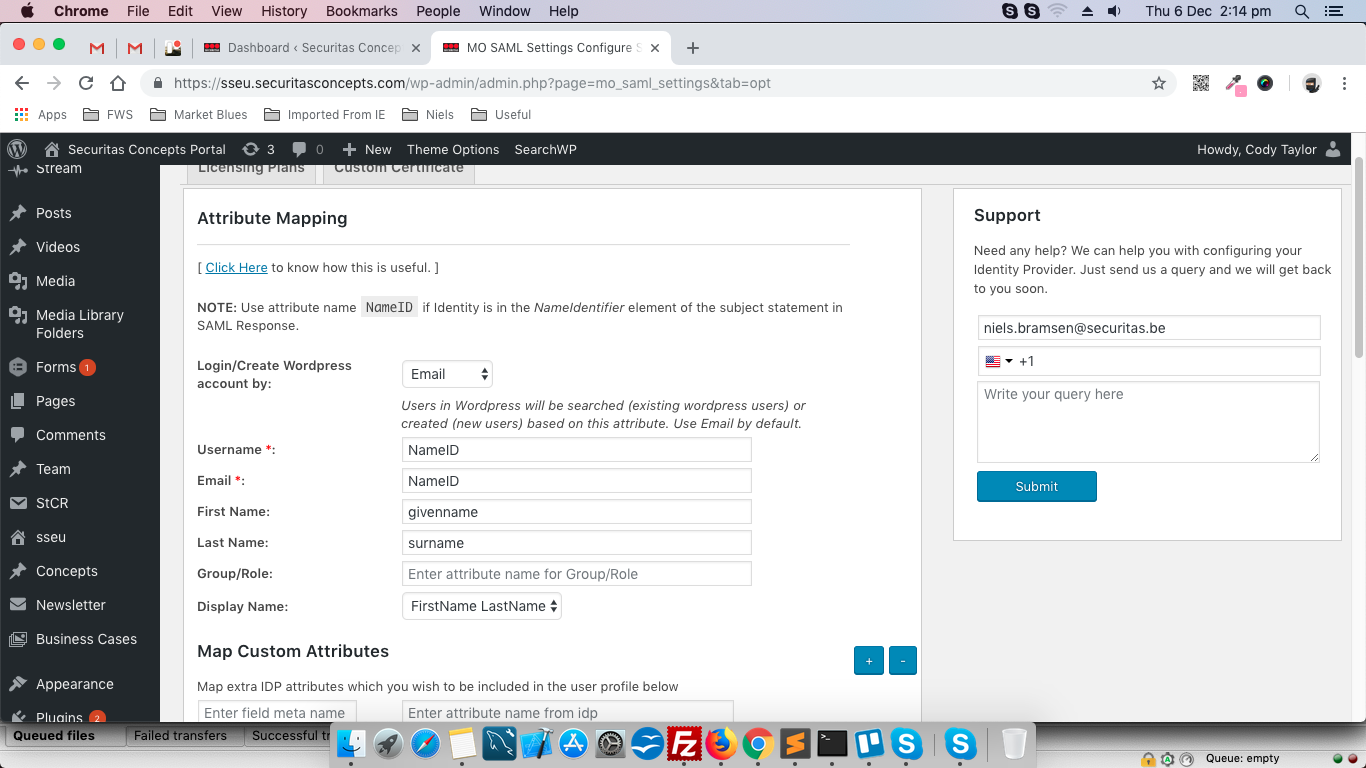 Chrome File Edit View History Bookmarks People Window Help Thu 6 Dec 2:14 pm
Dashboard ‹ Securitas Concep MO SAML Settings Configure S
https://sseu.securitasconcepts.com/wp-admin/admin.php?page=mo_saml_settings&tab=opt
Apps FWS Market Blues Imported From IE Niels Useful
Securitas Concepts Portal 3 0 New Theme Options SearchWP Howdy, Cody Taylor
Stream
Posts
Videos
Media
Media Library
Folders
Forms 1
Pages
Comments
Team
StCR
sseu
Concepts
Newsletter
Business Cases
Appearance
Plugins 2
Licensing Plans Custom Certificate
Attribute Mapping
[ Click Here to know how this is useful. ]
NOTE: Use attribute name NameID if Identity is in the NameIdentifier element of the subject statement in
SAML Response.
Login/Create Wordpress
account by:
Email
Users in Wordpress will be searched (existing wordpress users) or
created (new users) based on this attribute. Use Email by default.
Username *: NameID
Email *: NameID
First Name: givenname
Last Name: surname
Group/Role: Enter attribute name for Group/Role
Display Name: FirstName LastName
Map Custom Attributes
+ -
Map extra IDP attributes which you wish to be included in the user profile below
Enter field meta name Enter attribute name from idp
Support
Need any help? We can help you with configuring your
Identity Provider. Just send us a query and we will get back
to you soon.
niels.bramsen@securitas.be
+1
Write your query here
Submit
Queued files Failed transfers Successful tr
Queue: empty